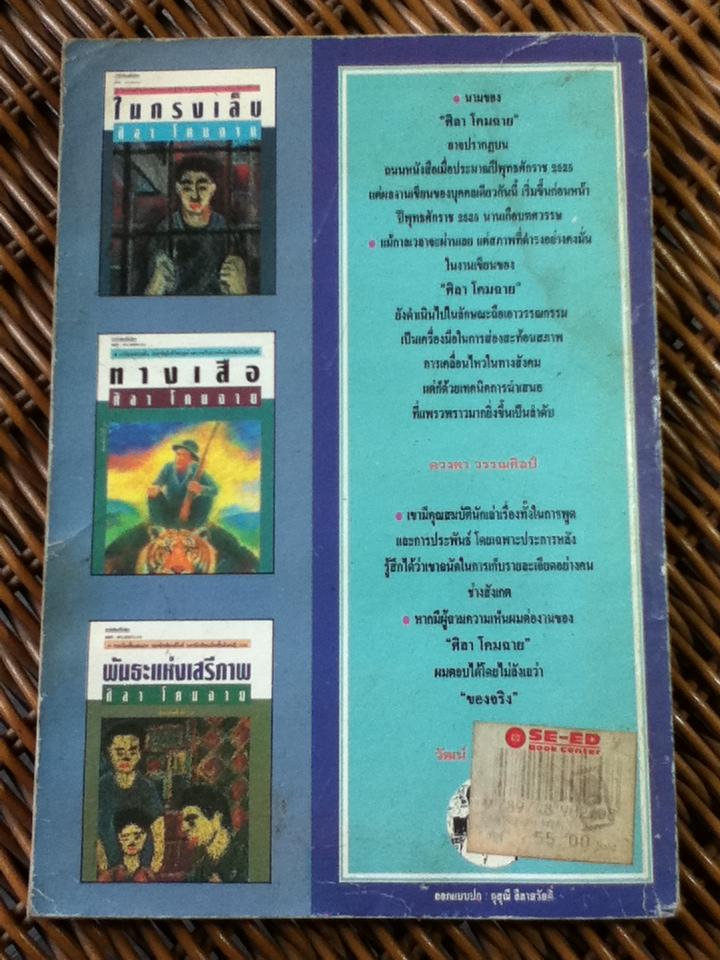 ในกรงเล็บ
ศิลา โคมฉาย
ทางเสือ
ศิลา โคมฉาย
พันธะแห่งเสรีภาพ
ศิลา โคมฉาย
นามของ
"ศิลา โคมฉาย"
อาจปรากฏบน
ถนนหนังสือเมื่อประมาณปีพุทธศักราช 2525
แต่ผลงานเขียนของบุคคลเดียวกันนี้ เริ่มขึ้นก่อนหน้า
ปีพุทธศักราช 2525 นานเกือบทศวรรษ
แม้กาลเวลาจะผ่านเลย แต่สภาพที่ดำรงอย่างคงมั่น
ในงานเขียนของ
"ศิลา โคมฉาย"
ยังดำเนินไปในลักษณะถือเอาวรรณกรรม
เป็นเครื่องมือในการส่องสะท้อนสภาพ
การเคลื่อนไหวในทางสังคม
แต่ก็ด้วยเทคนิคการนำเสนอ
ที่แพรวพราวมากยิ่งขึ้นเป็นลำดับ
ดวงตา วรรณศิลป์
เขามีคุณสมบัตินักเล่าเรื่องทั้งในการพูด
และการประพันธ์ โดยเฉพาะประการหลัง
รู้สึกได้ว่าเขาถนัดในการเก็บรายละเอียดอย่างคน
ช่างสังเกต
หากมีผู้ถามความเห็นผมต่องานของ
"ศิลา โคมฉาย"
ผมตอบได้โดยไม่ลังเลว่า
"ของจริง"
วัฒน์
SE-ED
Book Center
55.00
ออกแบบปก :